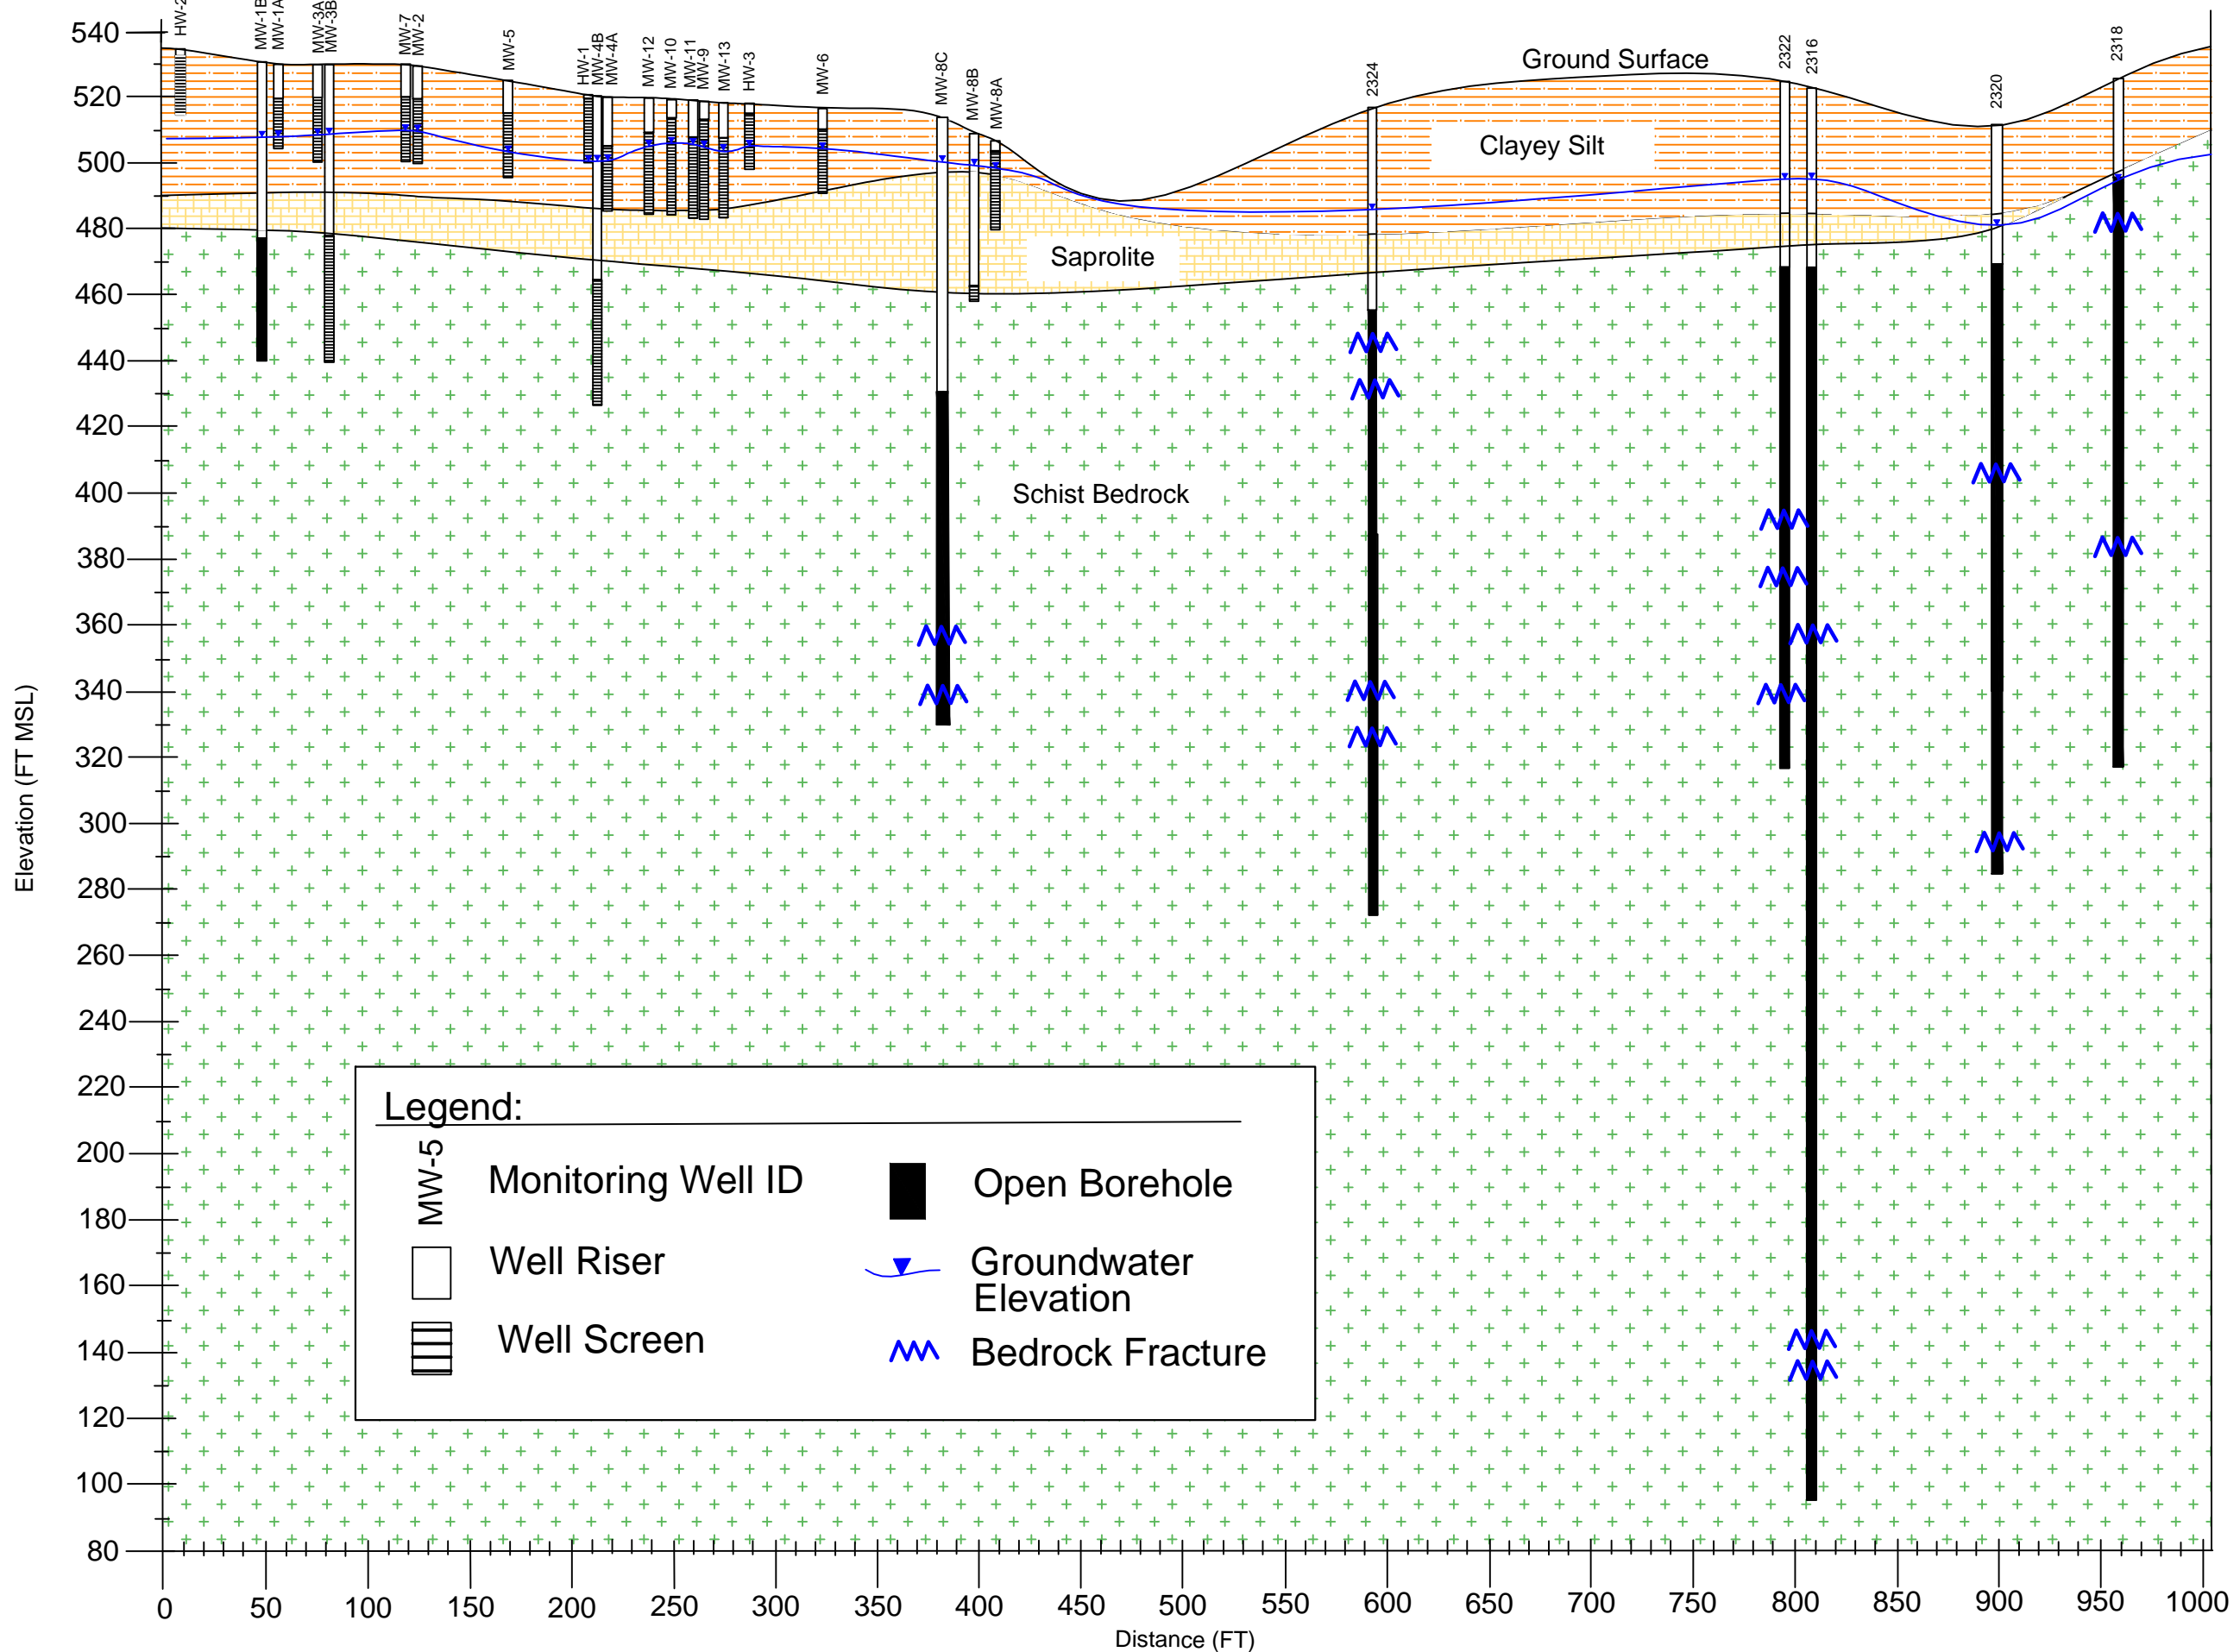 HW-2
MW-1B
MW-1A
MW-3A
MW-3B
MW-7
MW-2
MW-5
HW-1
MW-4B
MW-4A
MW-12
MW-10
MW-11
MW-9
MW-13
HW-3
MW-6
MW-8C
MW-8B
MW-8A
2324
2322
2316
2320
2318
Ground Surface
Clayey Silt
Saprolite
Schist Bedrock
Elevation (FT MSL)
540
520
500
480
460
440
420
400
380
360
340
320
300
280
260
240
220
200
180
160
140
120
100
80
Legend:
MW-5 Monitoring Well ID
Well Riser
Well Screen
Open Borehole
Groundwater
Elevation
Bedrock Fracture
0 50 100 150 200 250 300 350 400 450 500 550 600 650 700 750 800 850 900 950 1000
Distance (FT)